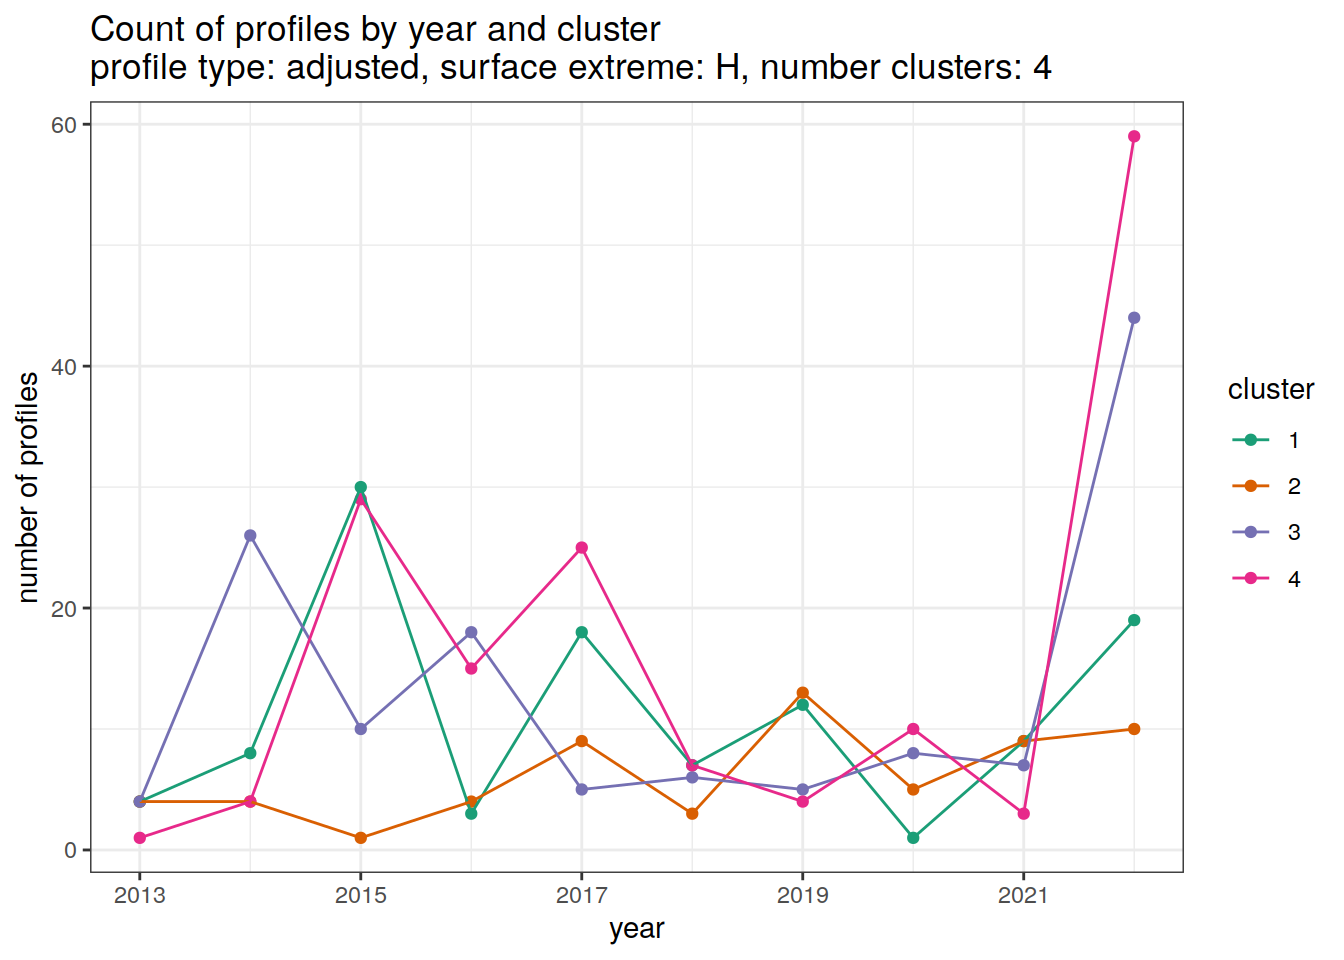 Count of profiles by year and cluster
profile type: adjusted, surface extreme: H, number clusters: 4
60
40
20
0
number of profiles
2013
2015
2017
2019
2021
year
cluster
1
2
3
4